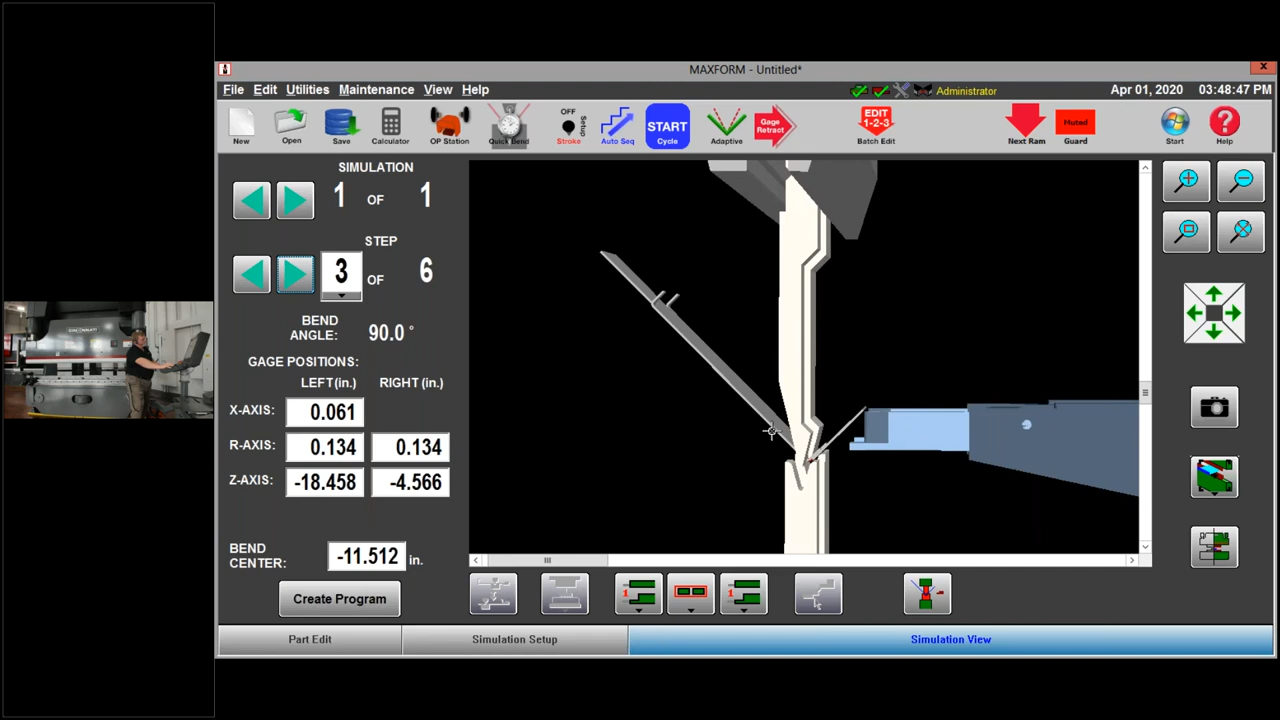 MAXFORM - Untitled*
X
File Edit Utilities Maintenance View Help
Administrator
Apr 01, 2020 03:48:47 PM
New
Open
Save
Calculator
OP Station
Quick Bend
OFF
Setup
Stroke
Auto Seq
START
Cycle
Adaptive
Gage
Retract
EDIT
1-2-3
Batch Edit
Next Ram
Muted
Guard
Start
Help
SIMULATION
1 OF 1
STEP
3 OF 6
BEND
ANGLE: 90.0 °
GAGE POSITIONS:
LEFT(in.) RIGHT (in.)
X-AXIS: 0.061
R-AXIS: 0.134 0.134
Z-AXIS: -18.458 -4.566
BEND
CENTER: -11.512 in.
Create Program
1
1
Part Edit
Simulation Setup
Simulation View
CINCINNATI